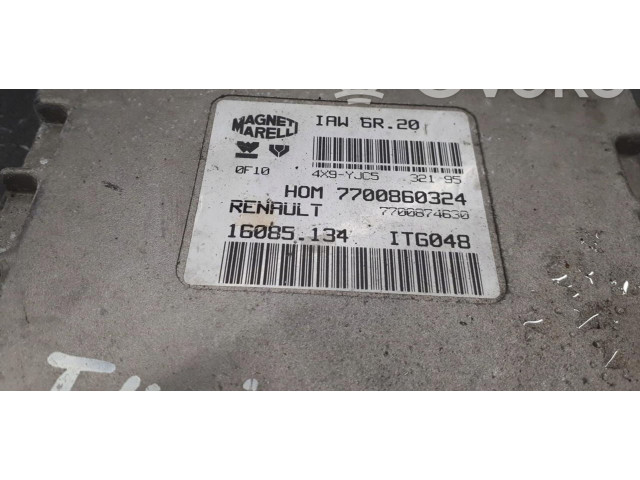 MAGNETI
MARELLI
IAW 6R.20
0F10
4X9-YJC5 321-95
HOM 7700860324
RENAULT 7700874630
16085.134 ITG048